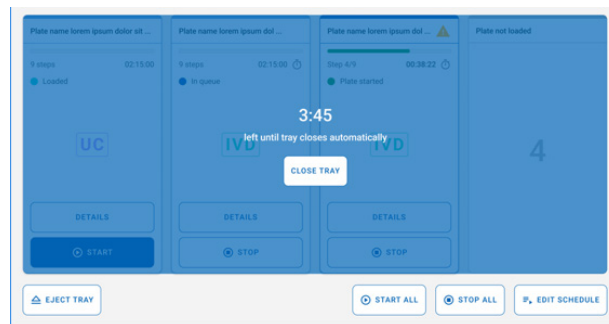 Plate name lorem ipsum dolor sit ...
Plate name lorem ipsum dol ...
Plate name lorem ipsum dol ...
Plate not loaded
9 steps 02:15:00
9 steps 02:15:00
Step 4/9 00:38:22
Loaded
In queue
Plate started
3:45
left until tray closes automatically
UC
IVD
IVD
4
CLOSE TRAY
DETAILS
DETAILS
DETAILS
START
STOP
STOP
EJECT TRAY
START ALL
STOP ALL
EDIT SCHEDULE